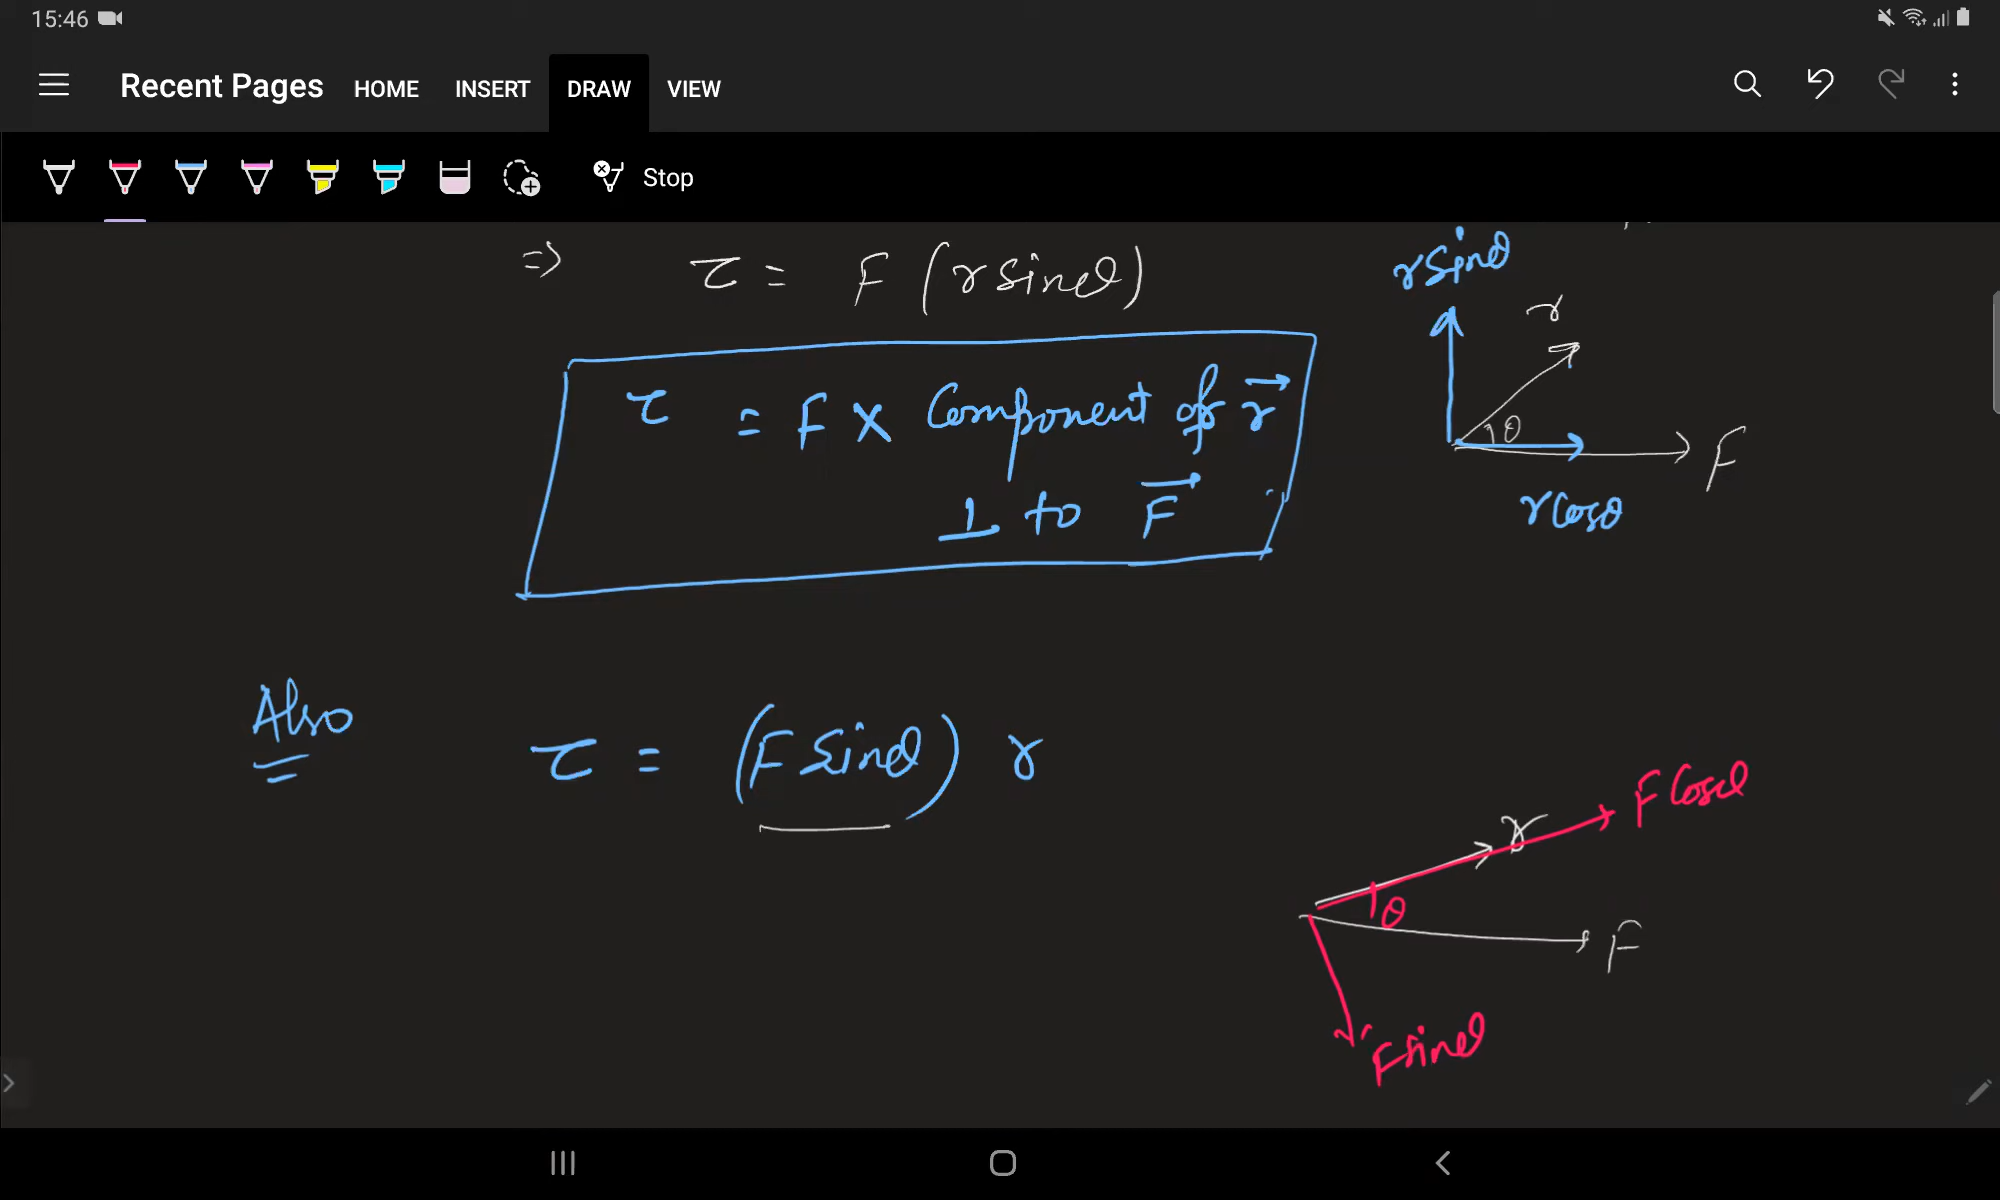 15:46
Recent Pages HOME INSERT DRAW VIEW
Stop
=> τ = F (r sinθ)
τ = F × Component of r⃗
⊥ to F⃗
r sinθ
r
θ
F
r cosθ
Also τ = (F sinθ) r
F cosθ
r
θ
F
F sinθ